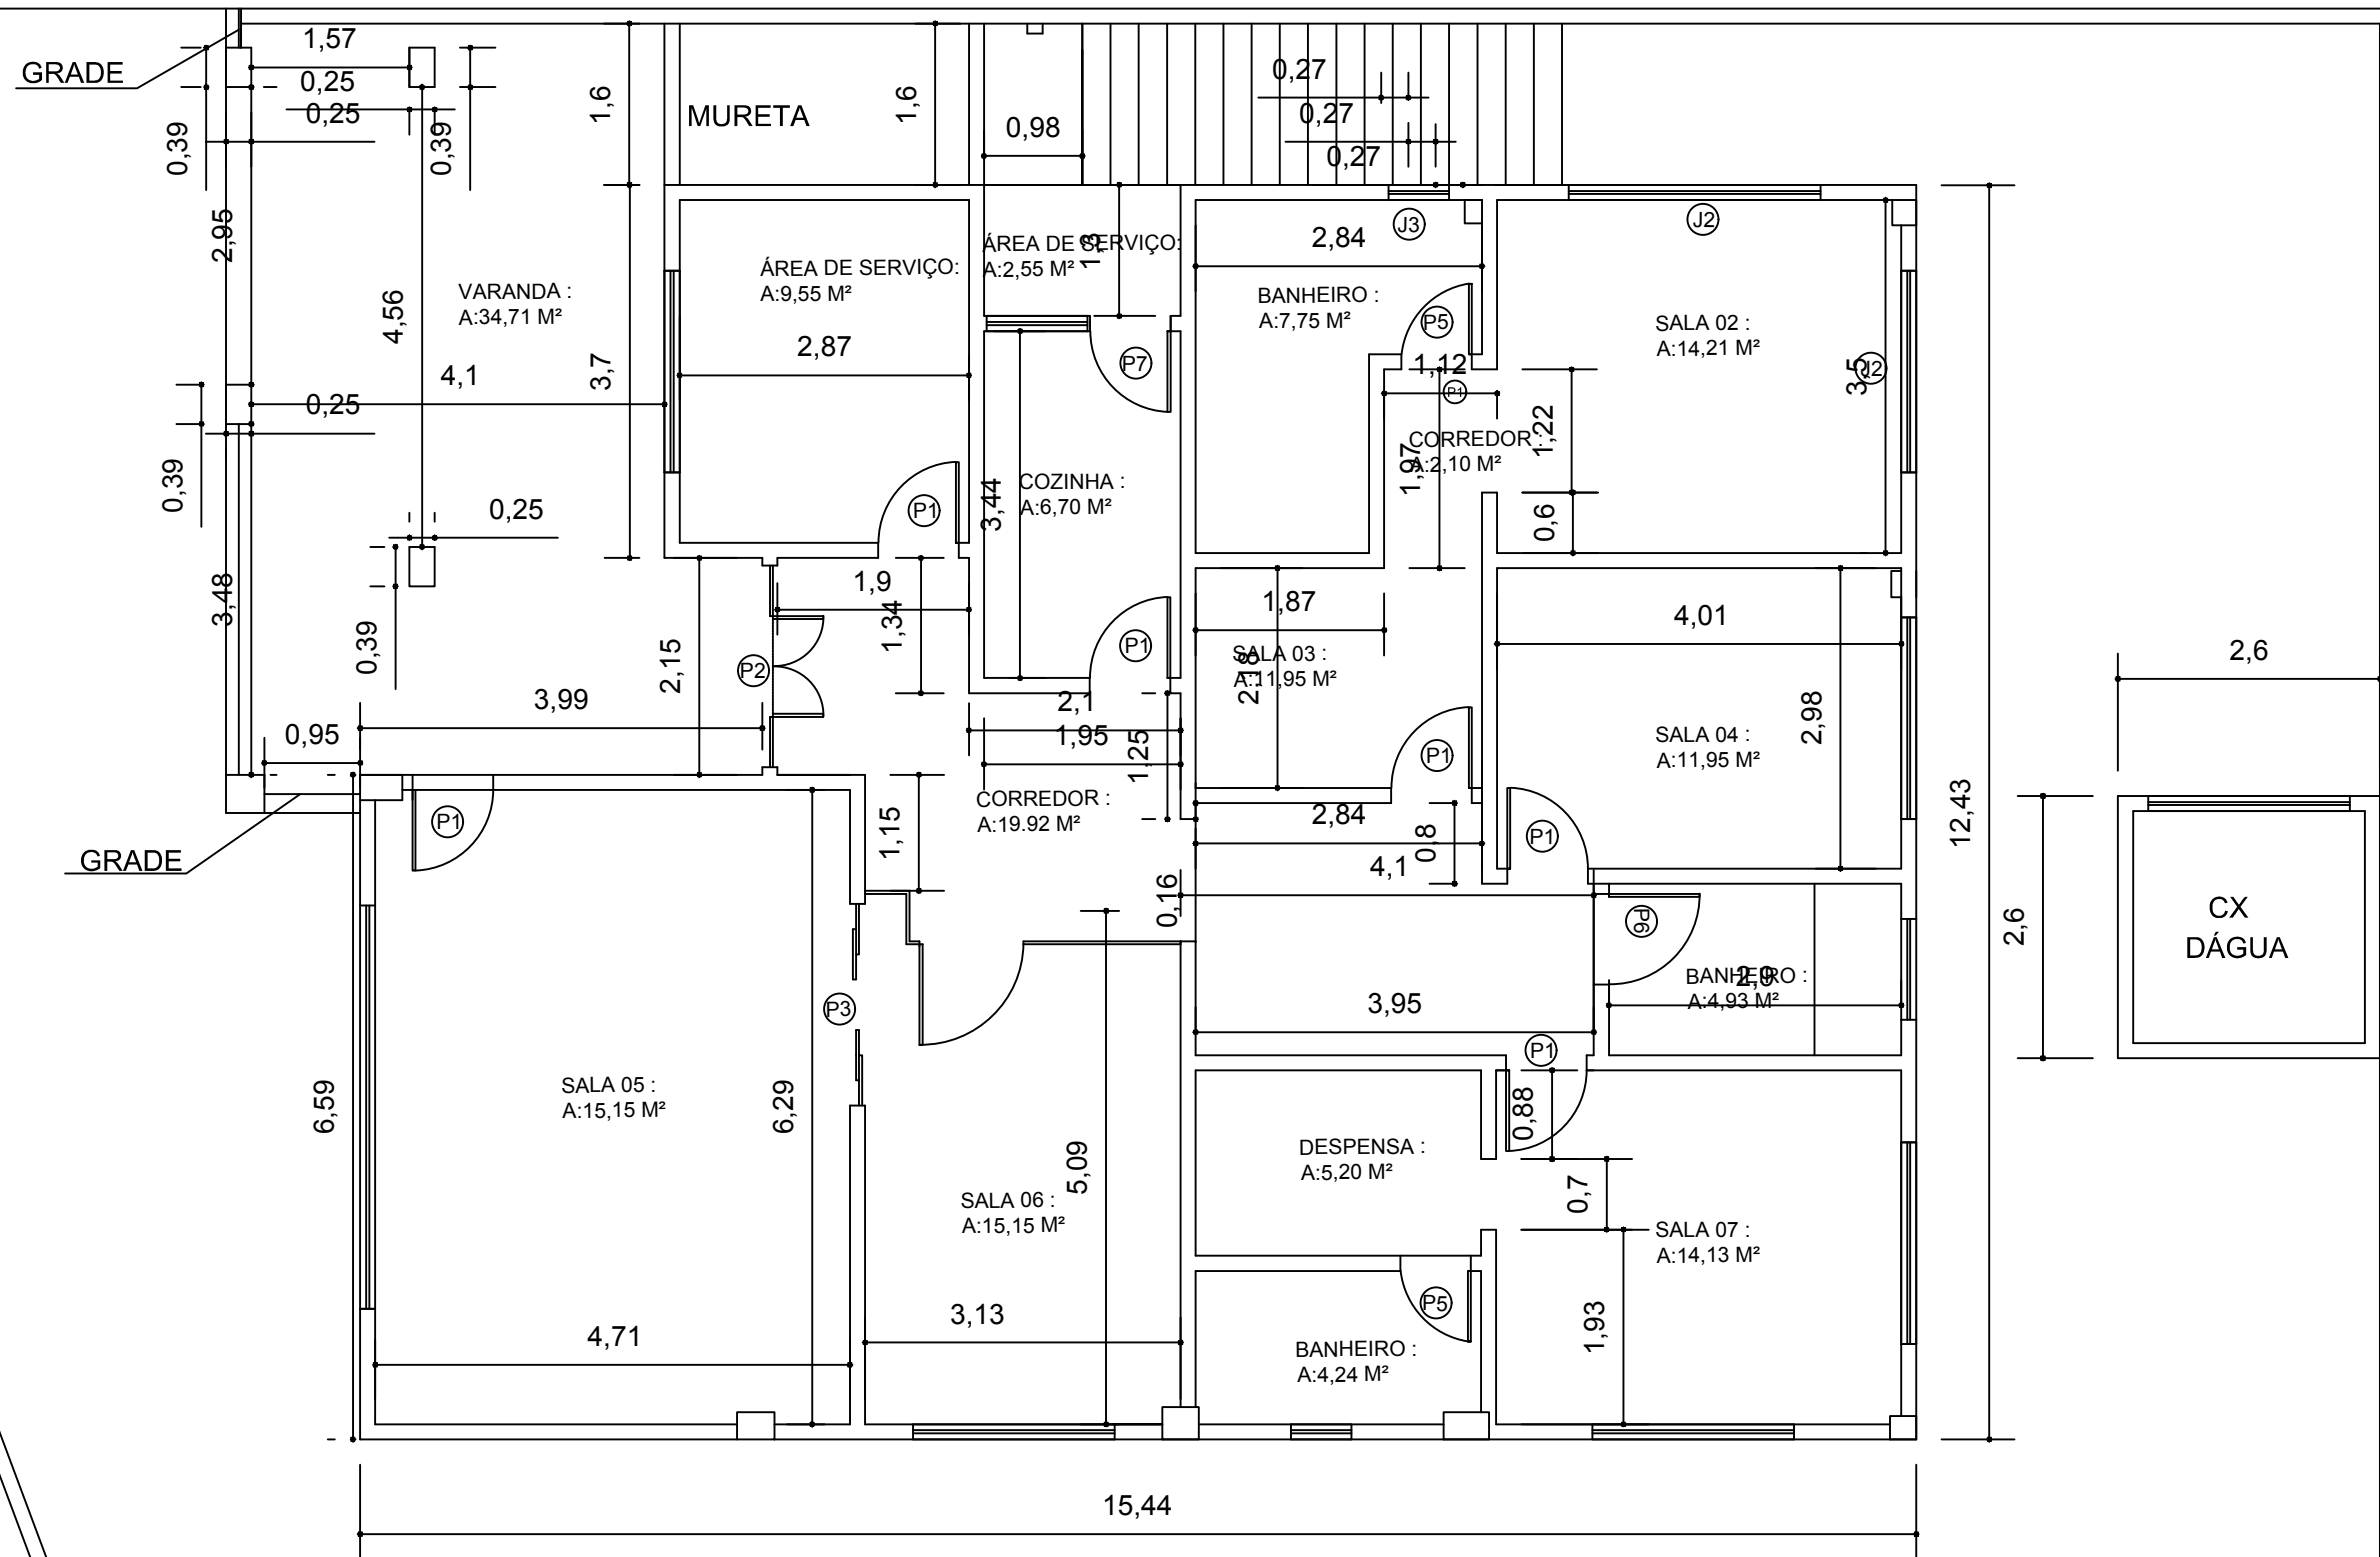 1,57
GRADE
0,25
0,25
0,39
0,39
1,6
MURETA
1,6
0,98
0,27
0,27
0,27
2,95
VARANDA :
A:34,71 M²
4,56
4,1
0,25
0,39
3,7
ÁREA DE SERVIÇO:
A:9,55 M²
2,87
ÁREA DE SERVIÇO:
A:2,55 M²
1,3
2,84
J3
J2
BANHEIRO :
A:7,75 M²
P5
SALA 02 :
A:14,21 M²
3,5
J2
P7
1,12
P1
CORREDOR :
A:2,10 M²
1,97
1,22
0,6
COZINHA :
A:6,70 M²
3,44
P1
0,25
3,48
0,39
3,99
2,15
P2
1,9
1,34
P1
2,1
1,95
1,25
1,87
SALA 03 :
A:11,95 M²
2,18
P1
4,01
SALA 04 :
A:11,95 M²
2,98
2,6
0,95
GRADE
P1
1,15
CORREDOR :
A:19.92 M²
2,84
0,8
P1
4,1
0,16
12,43
2,6
CX
DÁGUA
P6
BANHEIRO :
A:4,93 M²
2,9
3,95
P3
P1
6,59
SALA 05 :
A:15,15 M²
6,29
5,09
SALA 06 :
A:15,15 M²
DESPENSA :
A:5,20 M²
0,88
0,7
SALA 07 :
A:14,13 M²
P5
1,93
4,71
3,13
BANHEIRO :
A:4,24 M²
15,44